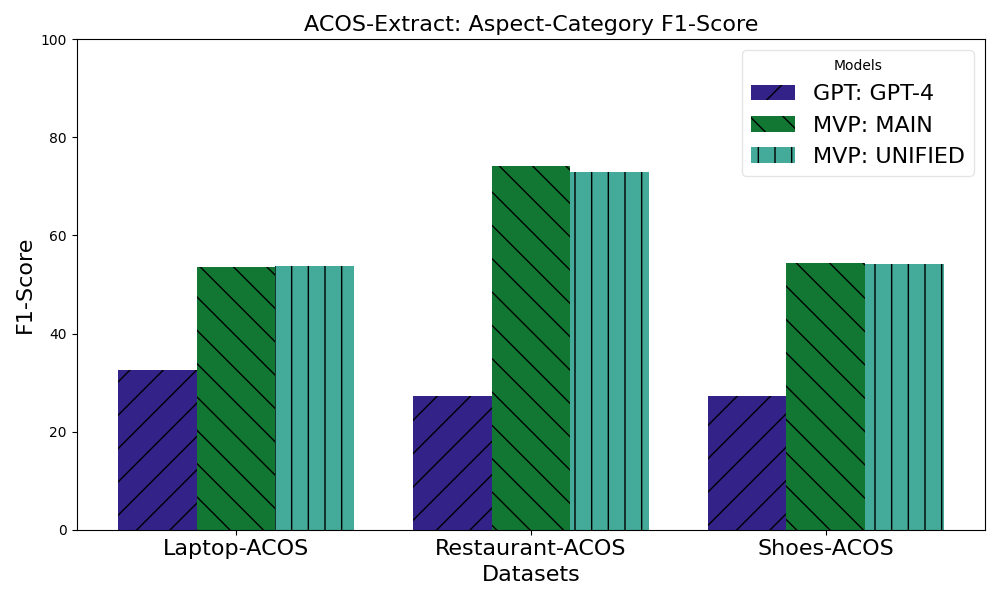 ACOS-Extract: Aspect-Category F1-Score
100
80
60
40
20
0
F1-Score
Models
GPT: GPT-4
MVP: MAIN
MVP: UNIFIED
Laptop-ACOS
Restaurant-ACOS
Shoes-ACOS
Datasets